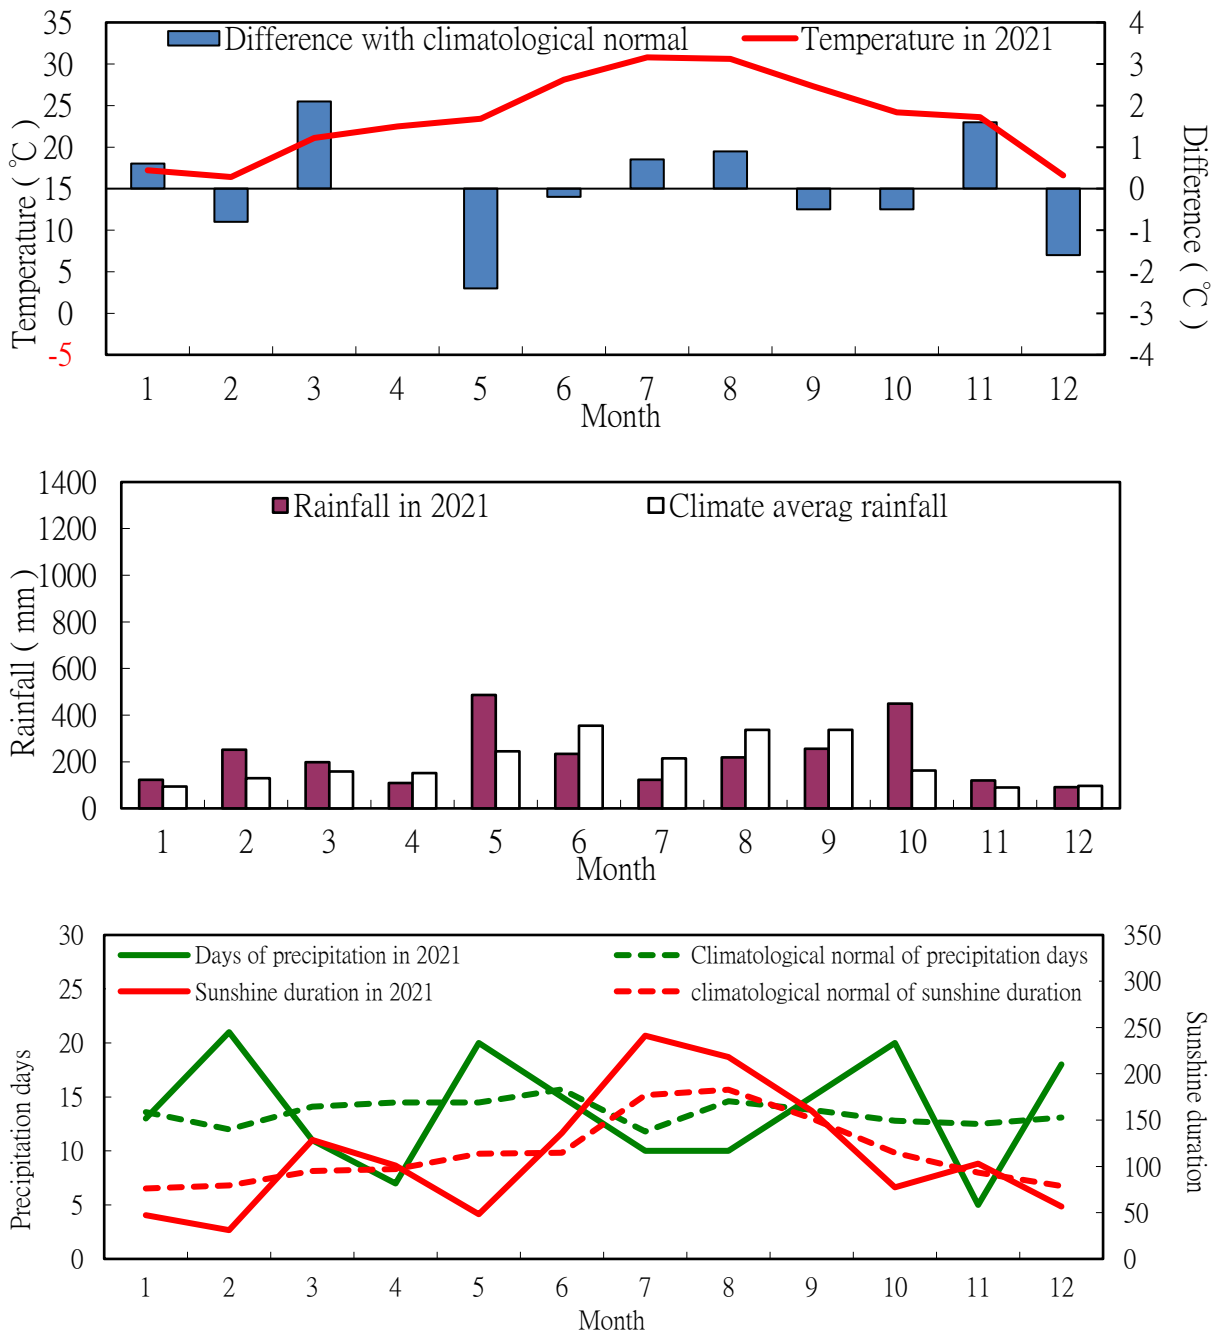 35
30
25
20
15
10
5
0
-5
Temperature ( ℃ )
Difference with climatological normal
Temperature in 2021
4
3
2
1
0
-1
-2
-3
-4
Difference ( ℃ )
1 2 3 4 5 6 7 8 9 10 11 12
Month
1400
1200
1000
800
600
400
200
0
Rainfall ( mm )
Rainfall in 2021
Climate averag rainfall
1 2 3 4 5 6 7 8 9 10 11 12
Month
30
25
20
15
10
5
0
Precipitation days
Days of precipitation in 2021
Climatological normal of precipitation days
Sunshine duration in 2021
climatological normal of sunshine duration
350
300
250
200
150
100
50
0
Sunshine duration
1 2 3 4 5 6 7 8 9 10 11 12
Month